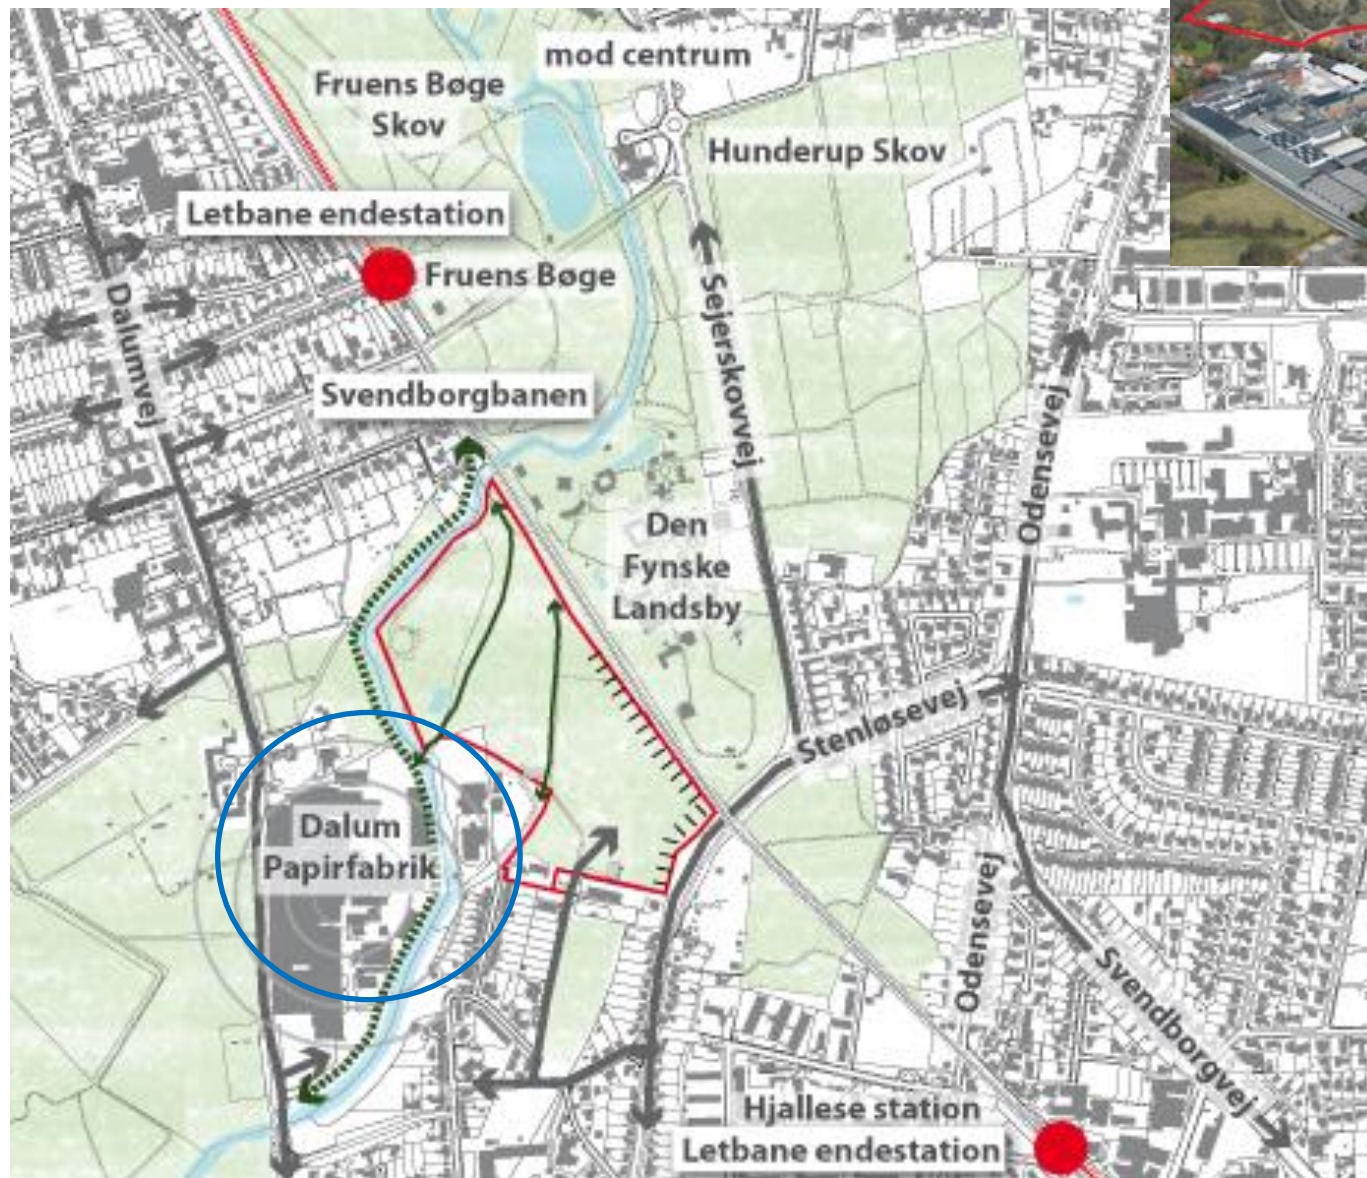 mod centrum
Fruens Bøge
Skov
Hunderup Skov
Letbane endestation
Fruens Bøge
Dalumvej
Sejerskovvej
Svendborgbanen
Odensevej
Den
Fynske
Landsby
Stenløsevej
Dalum
Papirfabrik
Odensevej
Svendborgvej
Hjallese station
Letbane endestation